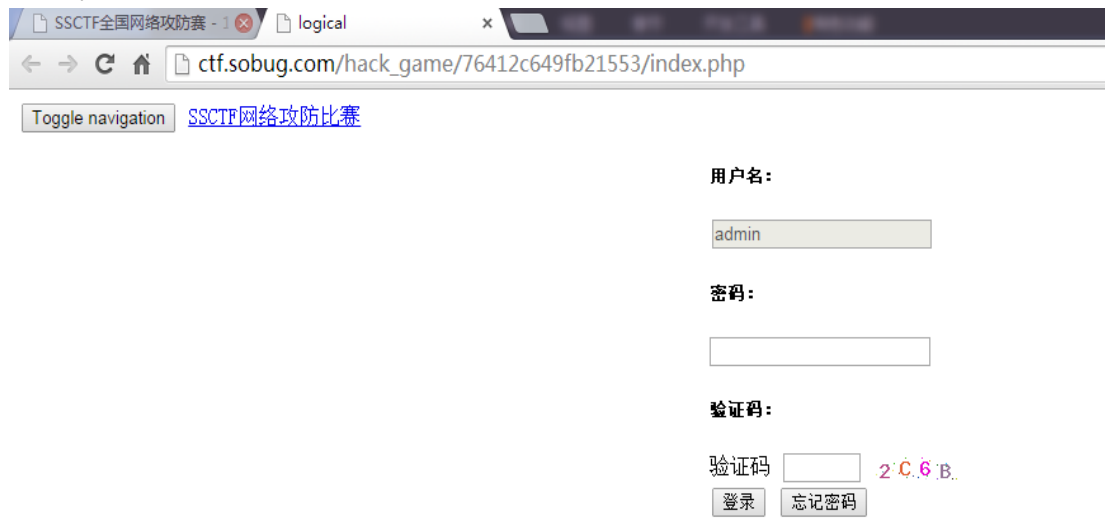 SSCTF全国网络攻防赛 - 1 logical
ctf.sobug.com/hack_game/76412c649fb21553/index.php
Toggle navigation SSCTF网络攻防比赛
用户名：
admin
密码：
验证码：
验证码 2C6B
登录 忘记密码